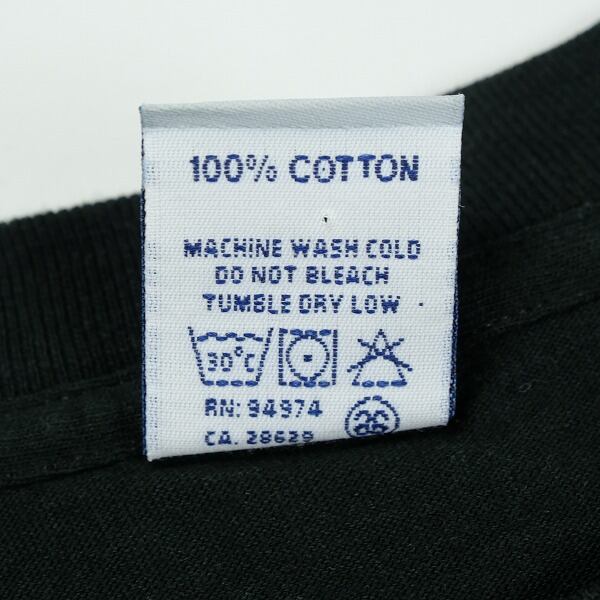 100% COTTON
MACHINE WASH COLD
DO NOT BLEACH
TUMBLE DRY LOW
30°C
RN: 94974
CA. 28629